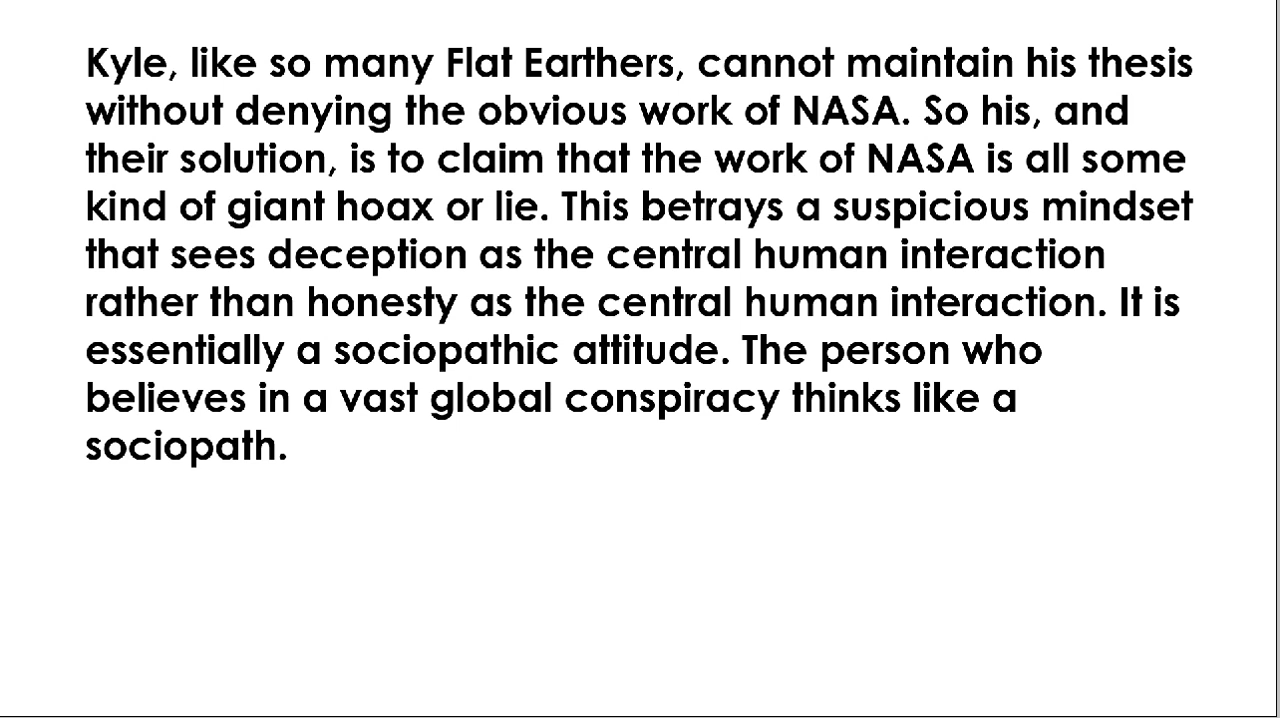 Kyle, like so many Flat Earthers, cannot maintain his thesis
without denying the obvious work of NASA. So his, and
their solution, is to claim that the work of NASA is all some
kind of giant hoax or lie. This betrays a suspicious mindset
that sees deception as the central human interaction
rather than honesty as the central human interaction. It is
essentially a sociopathic attitude. The person who
believes in a vast global conspiracy thinks like a
sociopath.